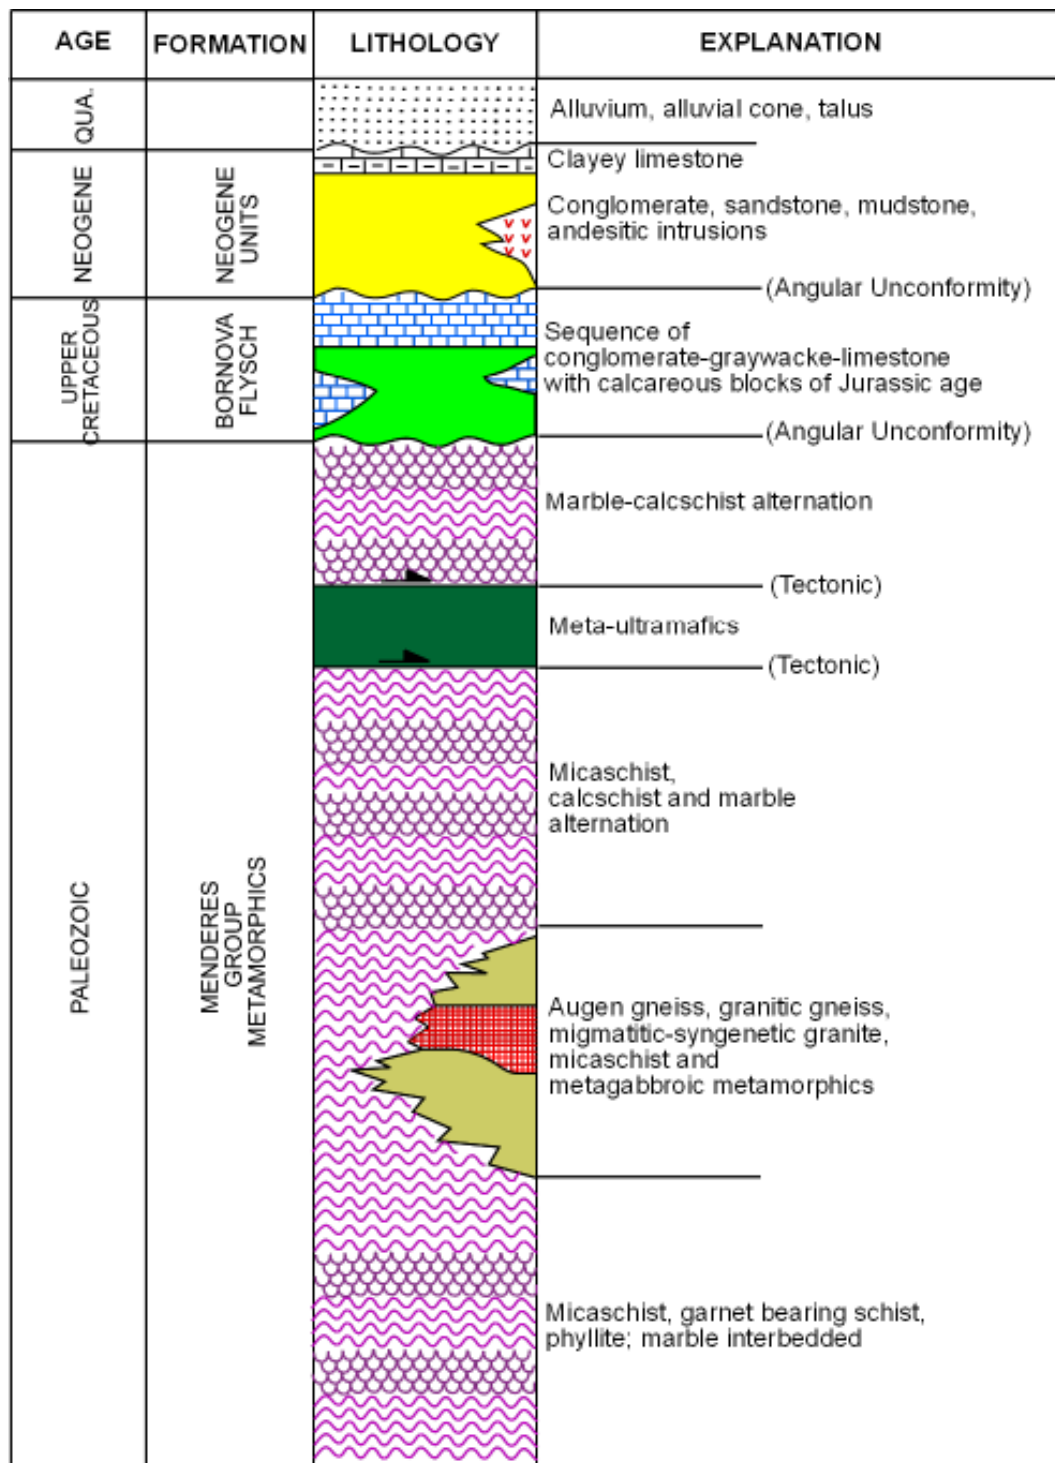 AGE
FORMATION
LITHOLOGY
EXPLANATION
QUA.
Alluvium, alluvial cone, talus
NEOGENE
NEOGENE
UNITS
Clayey limestone
Conglomerate, sandstone, mudstone,
andesitic intrusions
(Angular Unconformity)
UPPER
CRETACEOUS
BORNOVA
FLYSCH
Sequence of
conglomerate-graywacke-limestone
with calcareous blocks of Jurassic age
(Angular Unconformity)
PALEOZOIC
MENDERES
GROUP
METAMORPHICS
Marble-calcschist alternation
(Tectonic)
Meta-ultramafics
(Tectonic)
Micaschist,
calcschist and marble
alternation
Augen gneiss, granitic gneiss,
migmatitic-syngenetic granite,
micaschist and
metagabbroic metamorphics
Micaschist, garnet bearing schist,
phyllite; marble interbedded